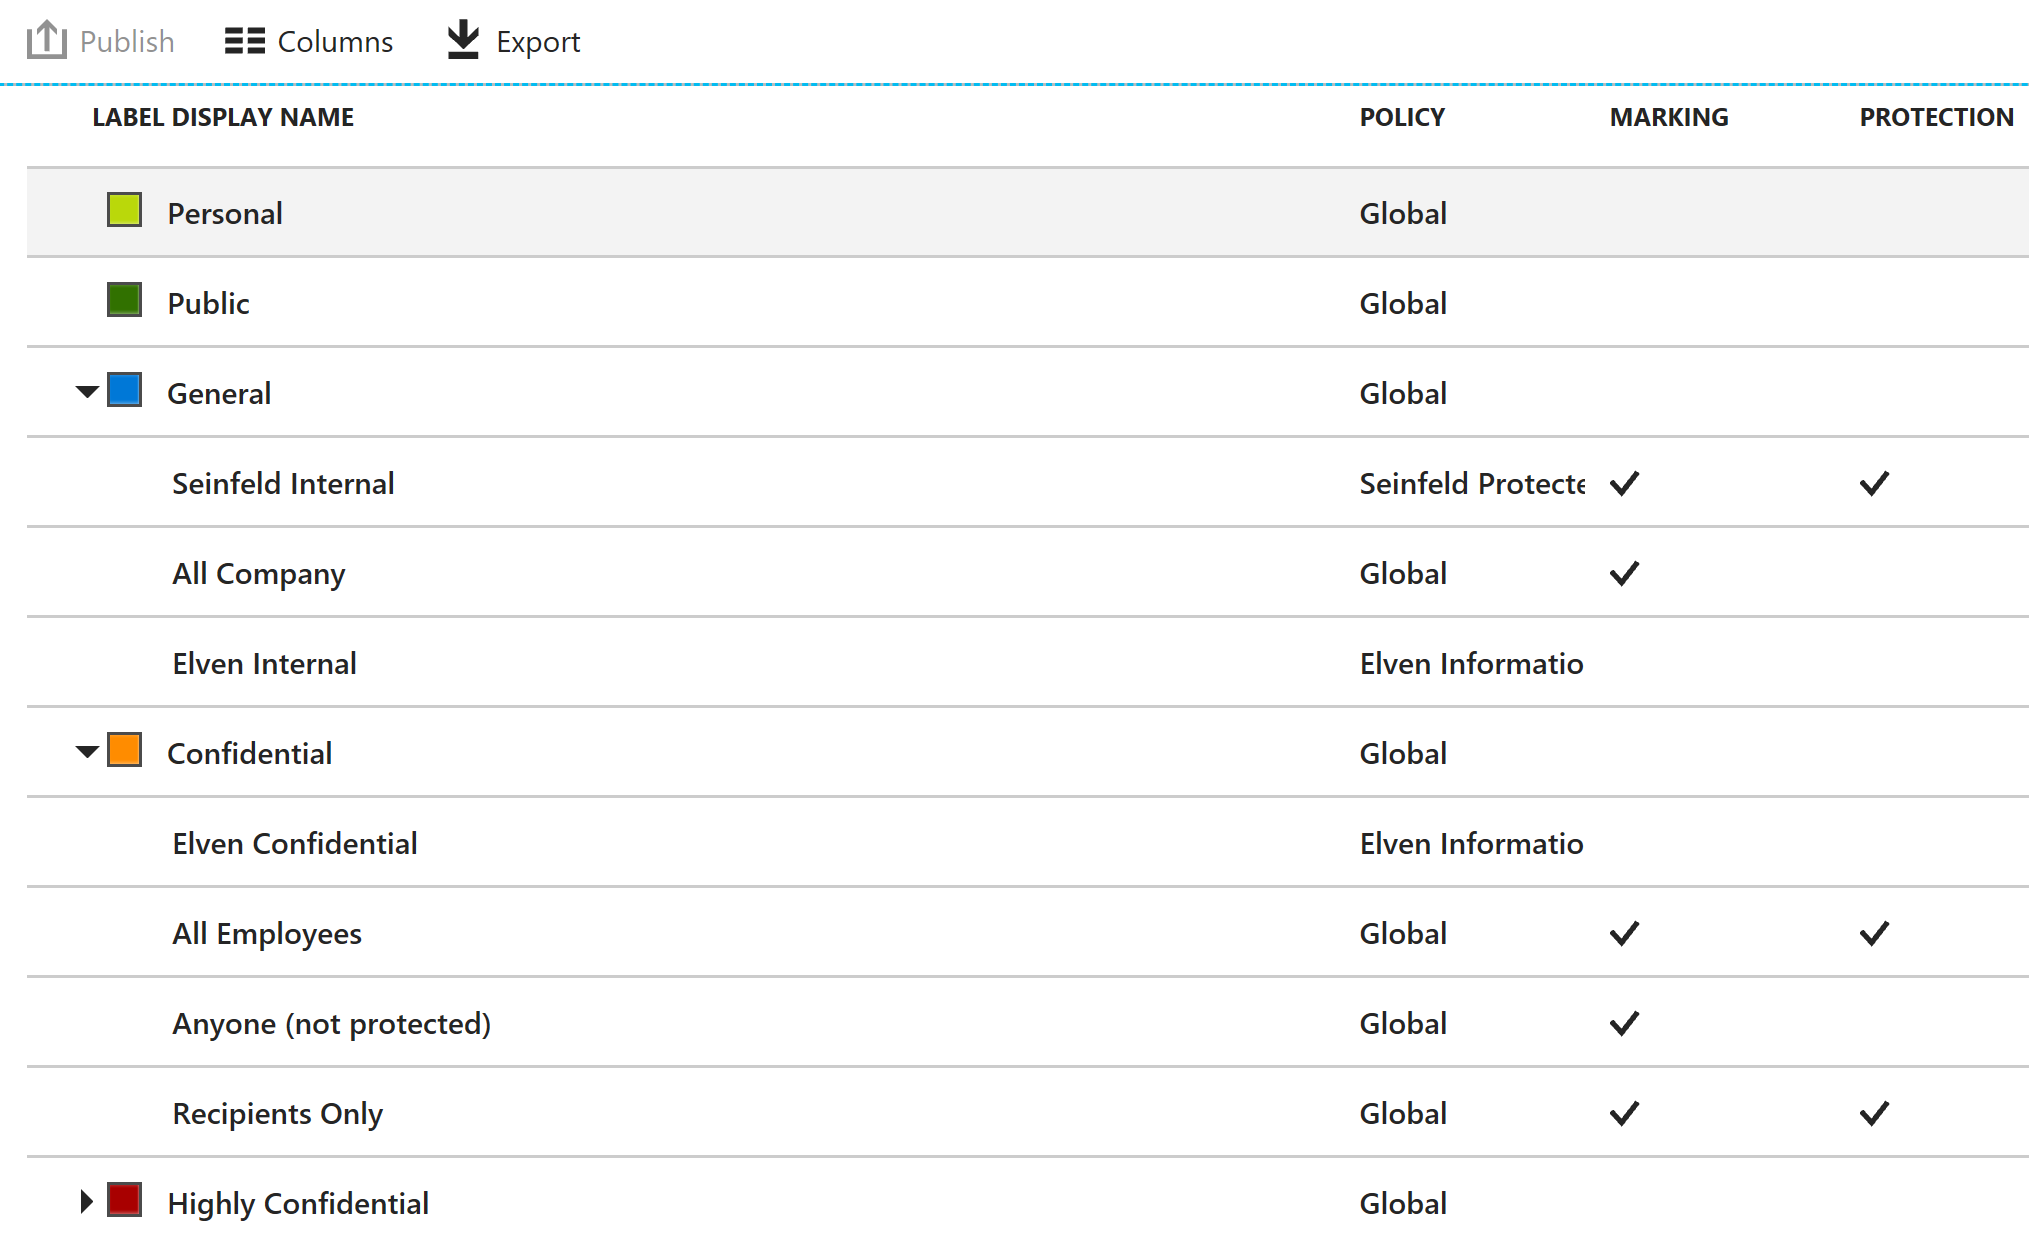 Publish Columns Export
LABEL DISPLAY NAME POLICY MARKING PROTECTION
Personal Global
Public Global
General Global
Seinfeld Internal Seinfeld Protecte
All Company Global
Elven Internal Elven Informatio
Confidential Global
Elven Confidential Elven Informatio
All Employees Global
Anyone (not protected) Global
Recipients Only Global
Highly Confidential Global